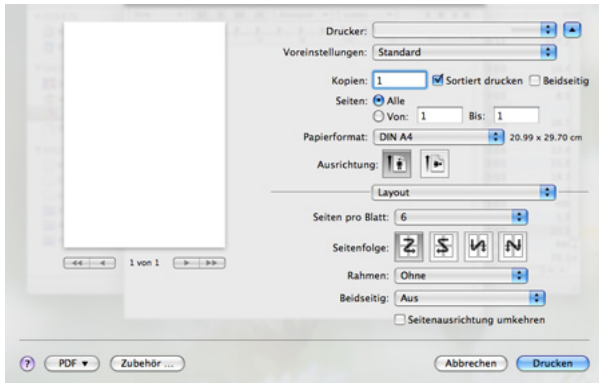 Drucker:
Voreinstellungen: Standard
Kopien: 1 Sortiert drucken Beidseitig
Seiten: Alle
Von: 1 Bis: 1
Papierformat: DIN A4 20.99 x 29.70 cm
Ausrichtung:
Layout
Seiten pro Blatt: 6
Seitenfolge:
1 von 1
Rahmen: Ohne
Beidseitig: Aus
Seitenausrichtung umkehren
? PDF ▼ Zubehör ... Abbrechen Drucken